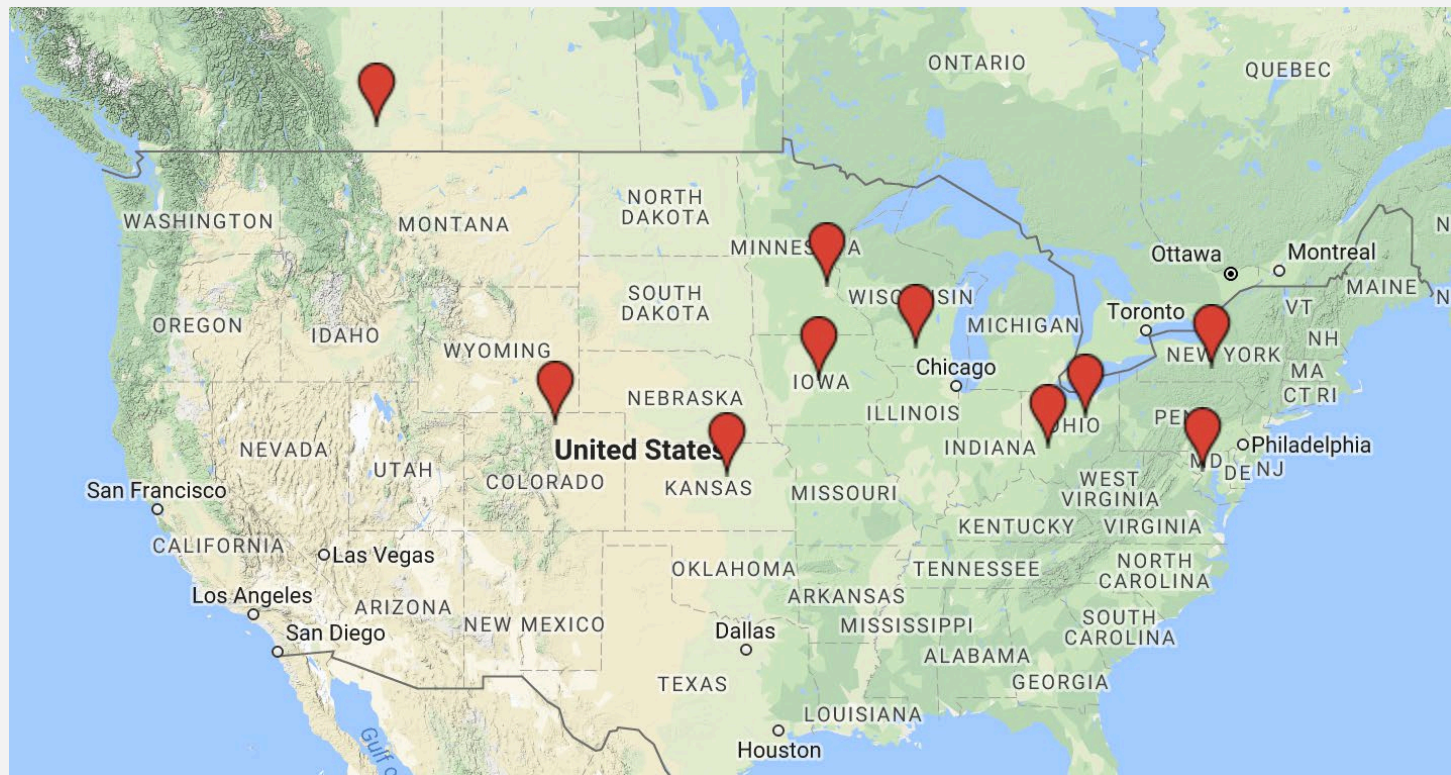 ONTARIO
QUEBEC
NORTH
DAKOTA
WASHINGTON
MONTANA
MINNESOTA
Ottawa
Montreal
MAINE
SOUTH
DAKOTA
WISCONSIN
MICHIGAN
Toronto
VT
NH
OREGON
IDAHO
WYOMING
NEW YORK
MA
CT RI
Chicago
IOWA
NEBRASKA
ILLINOIS
INDIANA
OHIO
PEN
NEVADA
UTAH
United States
COLORADO
KANSAS
MISSOURI
WEST
VIRGINIA
MD
DE
NJ
Philadelphia
San Francisco
KENTUCKY
VIRGINIA
CALIFORNIA
Las Vegas
OKLAHOMA
TENNESSEE
NORTH
CAROLINA
Los Angeles
ARIZONA
NEW MEXICO
ARKANSAS
San Diego
Dallas
MISSISSIPPI
SOUTH
CAROLINA
ALABAMA
GEORGIA
TEXAS
LOUISIANA
Houston
Gulf